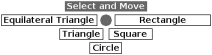 Select and Move
Equilateral Triangle Rectangle
Triangle Square
Circle